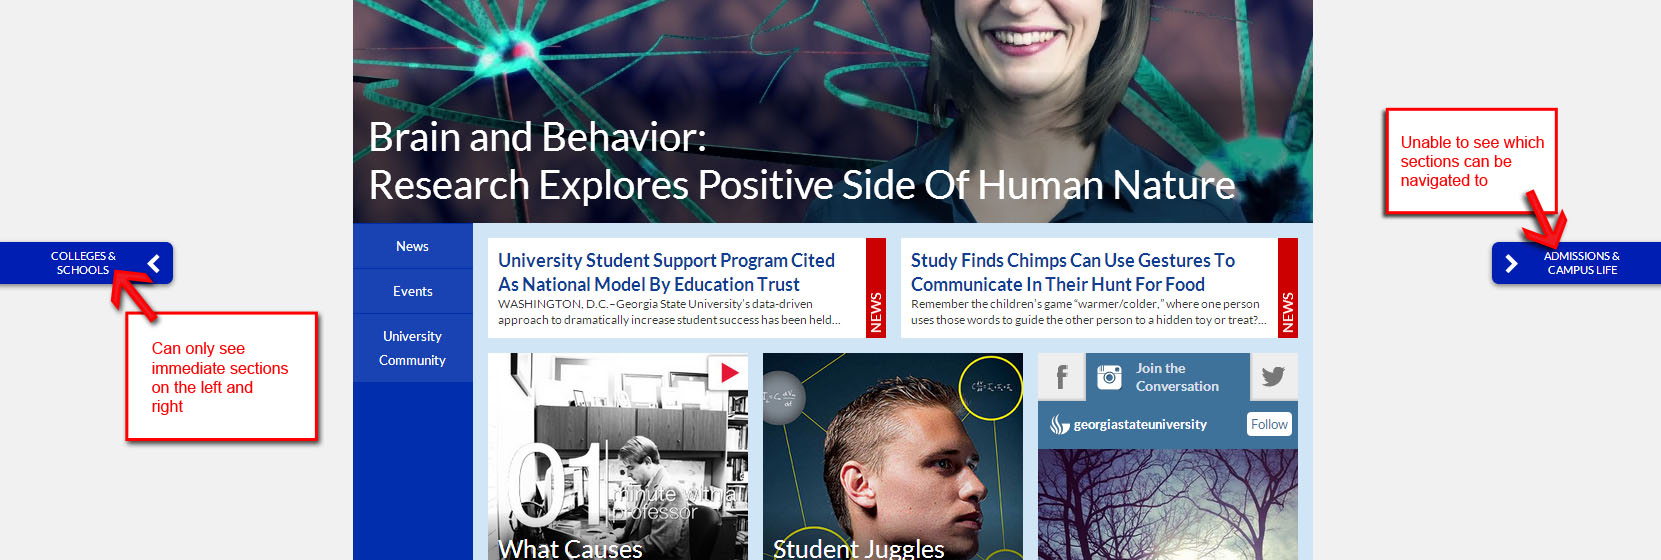 Brain and Behavior:
Research Explores Positive Side Of Human Nature
COLLEGES &
SCHOOLS
Can only see
immediate sections
on the left and
right
News
Events
University
Community
University Student Support Program Cited
As National Model By Education Trust
WASHINGTON, D.C.–Georgia State University's data-driven
approach to dramatically increase student success has been held...
NEWS
Study Finds Chimps Can Use Gestures To
Communicate In Their Hunt For Food
Remember the children's game “warmer/colder,” where one person
uses those words to guide the other person to a hidden toy or treat?...
NEWS
Unable to see which
sections can be
navigated to
ADMISSIONS &
CAMPUS LIFE
01
minute with a
professor
What Causes
Student Juggles
Join the
Conversation
georgiastateuniversity
Follow